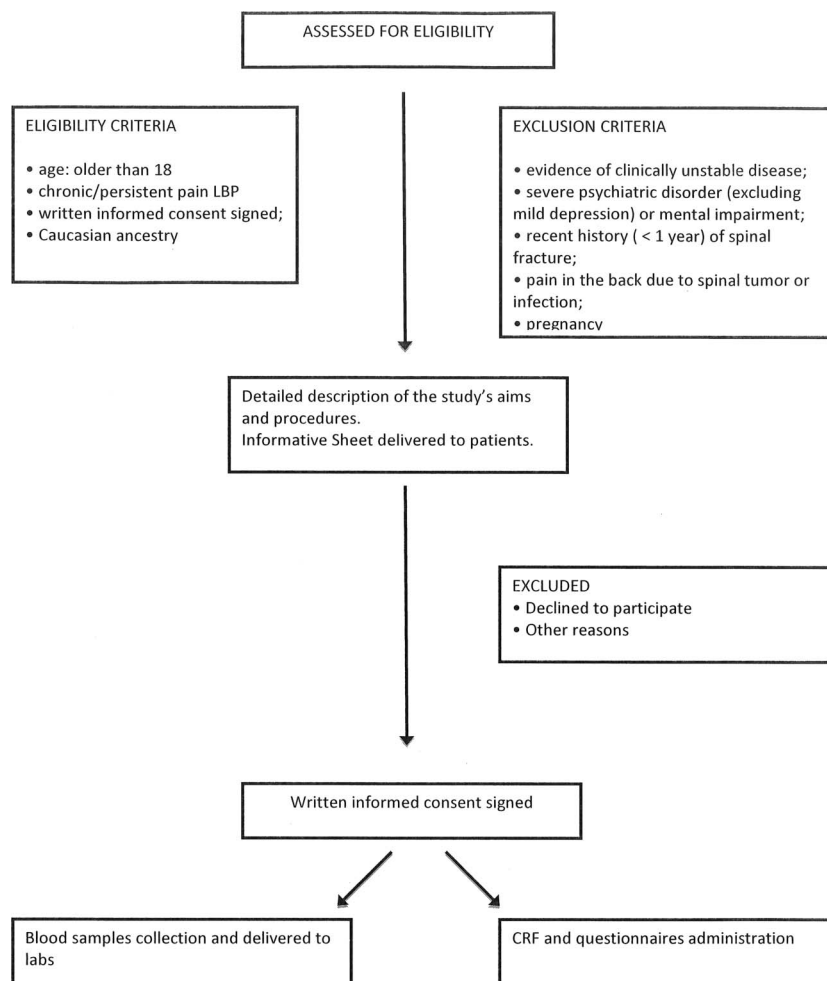 ASSESSED FOR ELIGIBILITY
ELIGIBILITY CRITERIA
• age: older than 18
• chronic/persistent pain LBP
• written informed consent signed;
• Caucasian ancestry
EXCLUSION CRITERIA
• evidence of clinically unstable disease;
• severe psychiatric disorder (excluding
mild depression) or mental impairment;
• recent history ( < 1 year) of spinal
fracture;
• pain in the back due to spinal tumor or
infection;
• pregnancy
Detailed description of the study's aims
and procedures.
Informative Sheet delivered to patients.
EXCLUDED
• Declined to participate
• Other reasons
Written informed consent signed
Blood samples collection and delivered to
labs
CRF and questionnaires administration